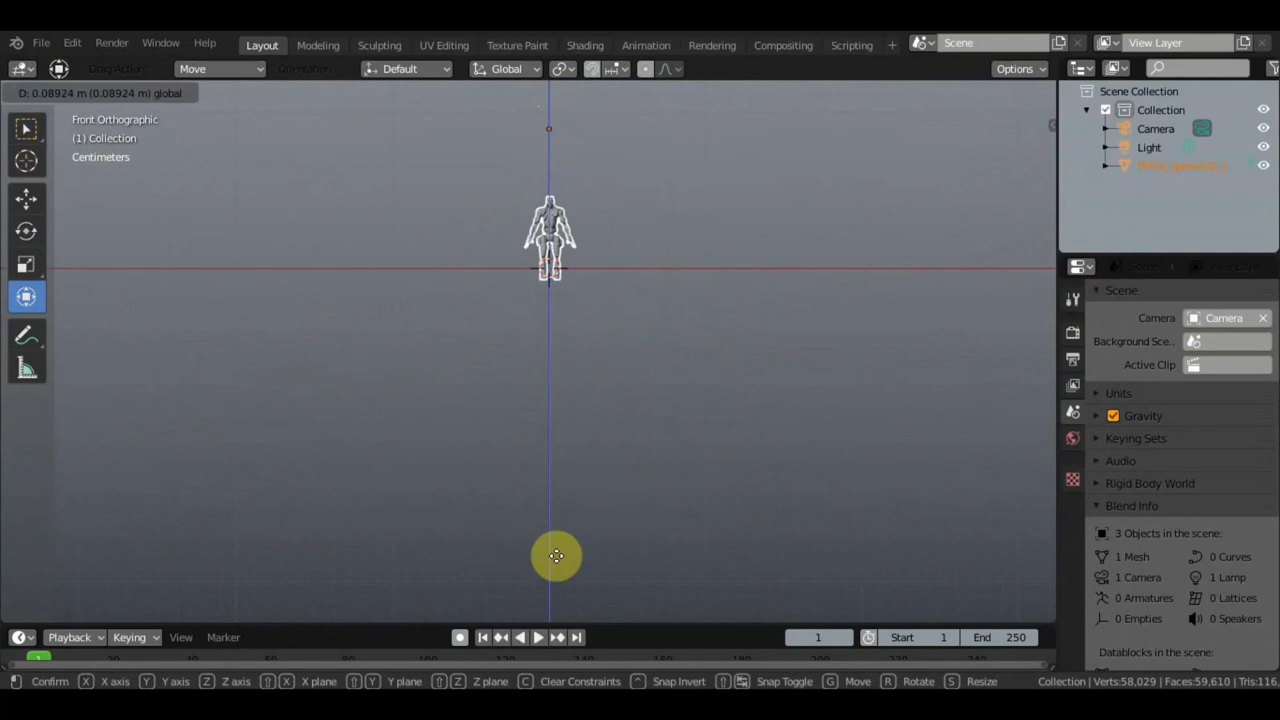 File Edit Render Window Help Layout Modeling Sculpting UV Editing Texture Paint Shading Animation Rendering Compositing Scripting + Scene View Layer
Drag Action Move Orientation Default Global Options
D: 0.08924 m (0.08924 m) global
Front Orthographic
(1) Collection
Centimeters
Scene Collection
Collection
Camera
Light
Scene
Camera Camera
Background Sce..
Active Clip
Units
Gravity
Keying Sets
Audio
Rigid Body World
Blend Info
3 Objects in the scene:
1 Mesh 0 Curves
1 Camera 1 Lamp
0 Armatures 0 Lattices
0 Empties 0 Speakers
Datablocks in the scene:
Playback Keying View Marker 1 Start 1 End 250
1
Confirm X X axis Y Y axis Z Z axis X X plane Y Y plane Z Z plane C Clear Constraints ^ Snap Invert Snap Toggle G Move R Rotate S Resize Collection | Verts:58,029 | Faces:59,610 | Tris:116,